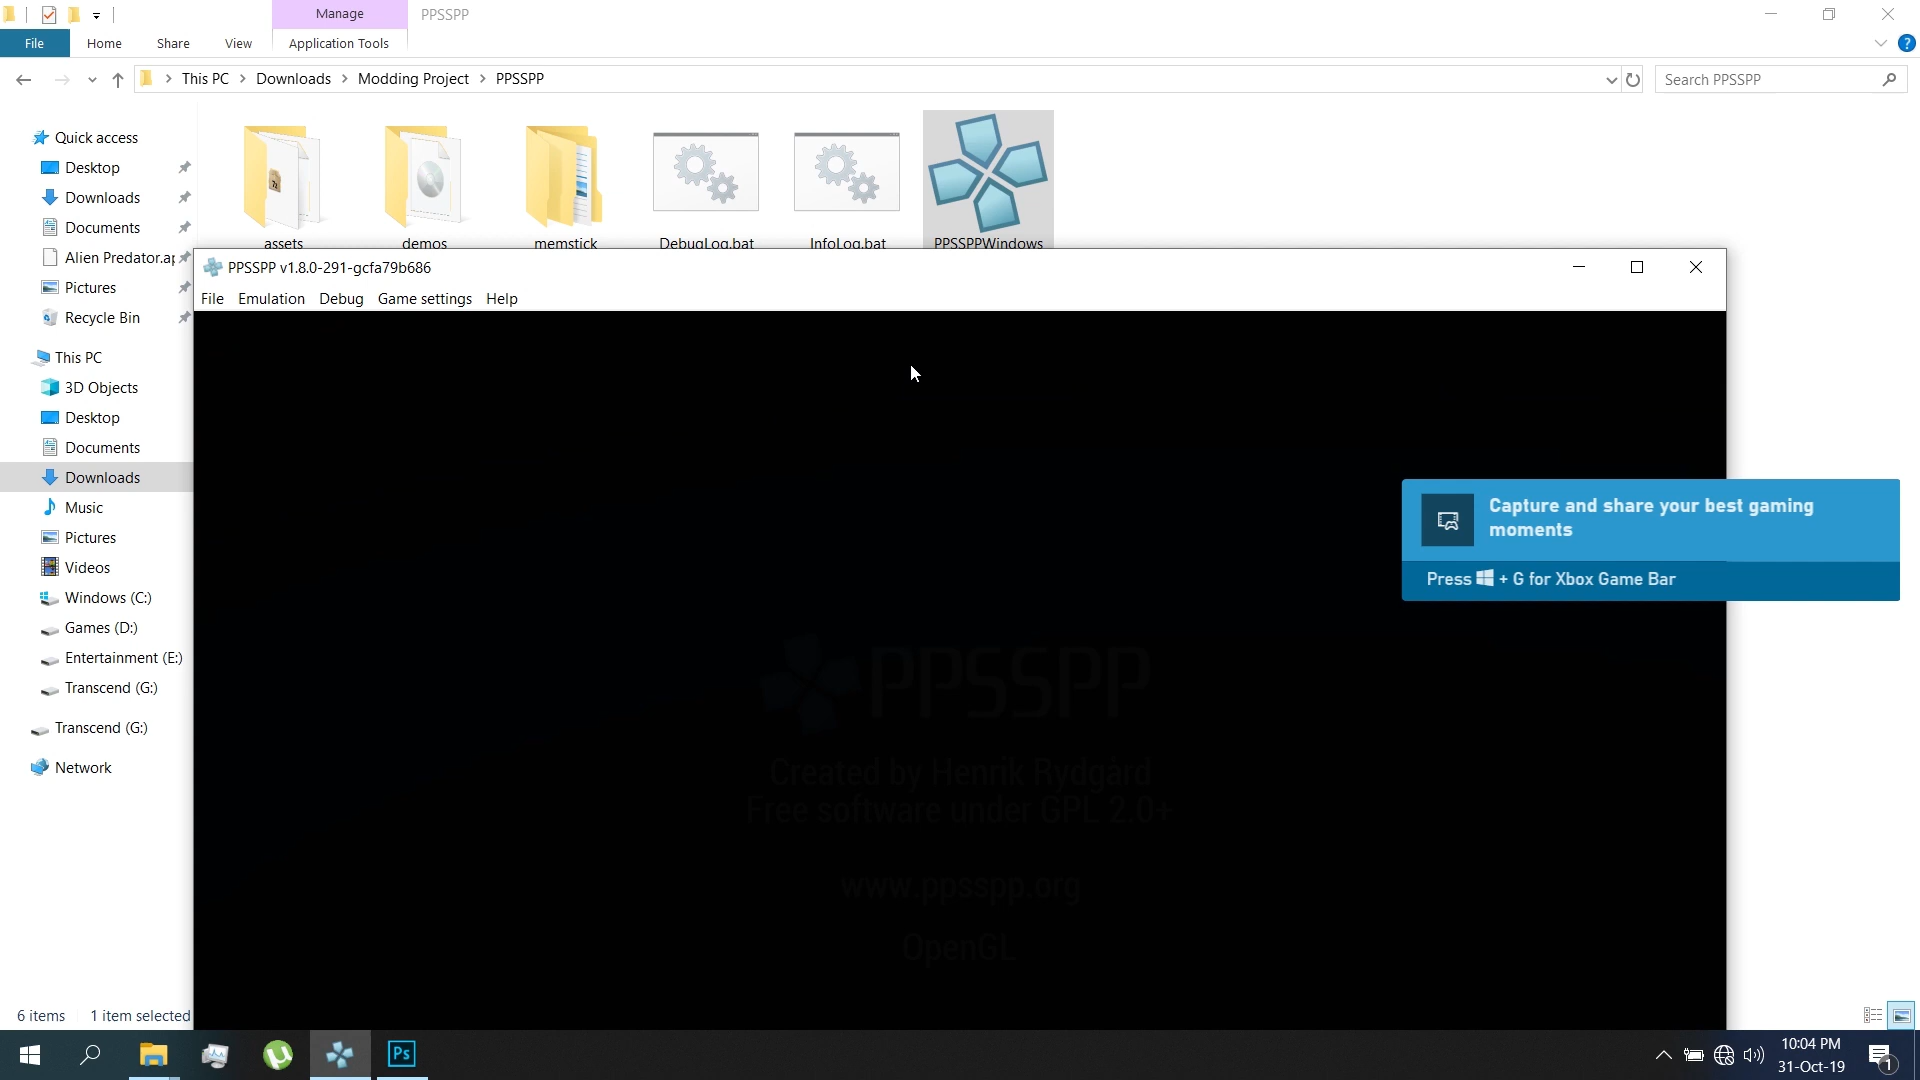 Manage
PPSSPP
File
Home
Share
View
Application Tools
This PC
Downloads
Modding Project
PPSSPP
Search PPSSPP
Quick access
Desktop
Downloads
Documents
Alien Predator.ap
Pictures
Recycle Bin
This PC
3D Objects
Desktop
Documents
Downloads
Music
Pictures
Videos
Windows (C:)
Games (D:)
Entertainment (E:)
Transcend (G:)
Transcend (G:)
Network
assets
demos
memstick
DebugLog.bat
InfoLog.bat
PPSSPPWindows
PPSSPP v1.8.0-291-gcfa79b686
File Emulation Debug Game settings Help
Capture and share your best gaming
moments
Press + G for Xbox Game Bar
PPSSPP
Created by Henrik Rydgård
Free software under GPL 2.0+
www.ppsspp.org
OpenGL
6 items
1 item selected
Ps
10:04 PM
31-Oct-19
1